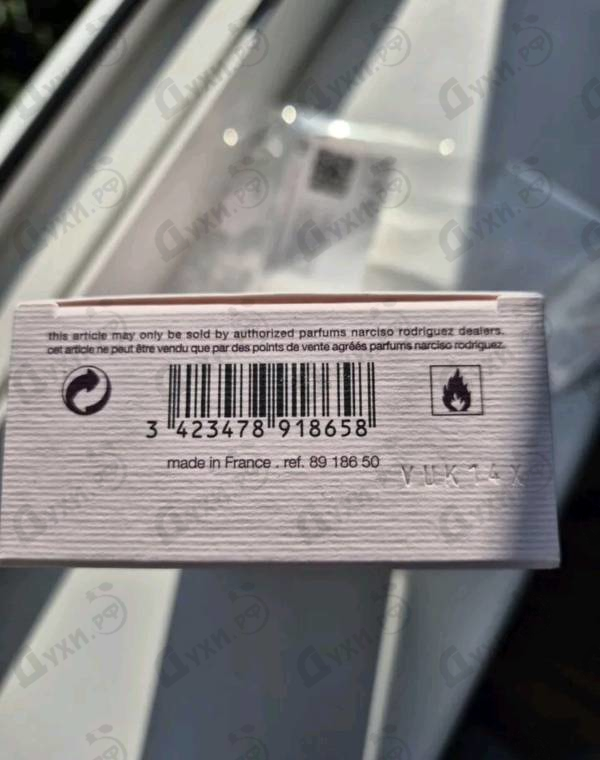 this article may only be sold by authorized parfums narciso rodriguez dealers.
cet article ne peut être vendu que par des points de vente agréés parfums narciso rodriguez.
3 423478 918658
made in France . ref. 89 186 50
VUK14X
Духи.рф